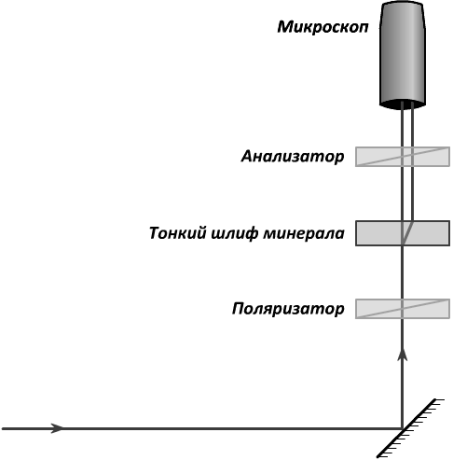 Микроскоп
Анализатор
Тонкий шлиф минерала
Поляризатор